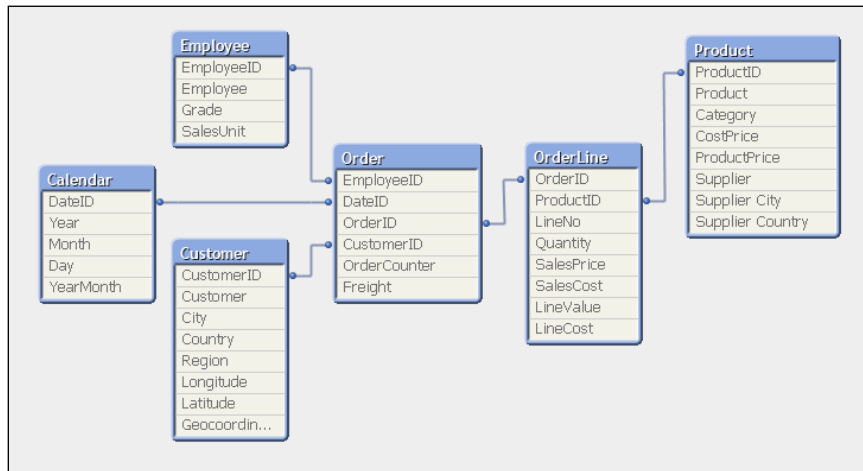 Employee
EmployeeID
Employee
Grade
SalesUnit
Calendar
DateID
Year
Month
Day
YearMonth
Customer
CustomerID
Customer
City
Country
Region
Longitude
Latitude
Geocoordin...
Order
EmployeeID
DateID
OrderID
CustomerID
OrderCounter
Freight
OrderLine
OrderID
ProductID
LineNo
Quantity
SalesPrice
SalesCost
LineValue
LineCost
Product
ProductID
Product
Category
CostPrice
ProductPrice
Supplier
Supplier City
Supplier Country